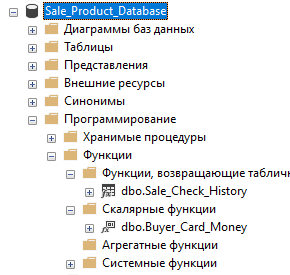 Sale_Product_Database
Диаграммы баз данных
Таблицы
Представления
Внешние ресурсы
Синонимы
Программирование
Хранимые процедуры
Функции
Функции, возвращающие таблич
dbo.Sale_Check_History
Скалярные функции
dbo.Buyer_Card_Money
Агрегатные функции
Системные функции